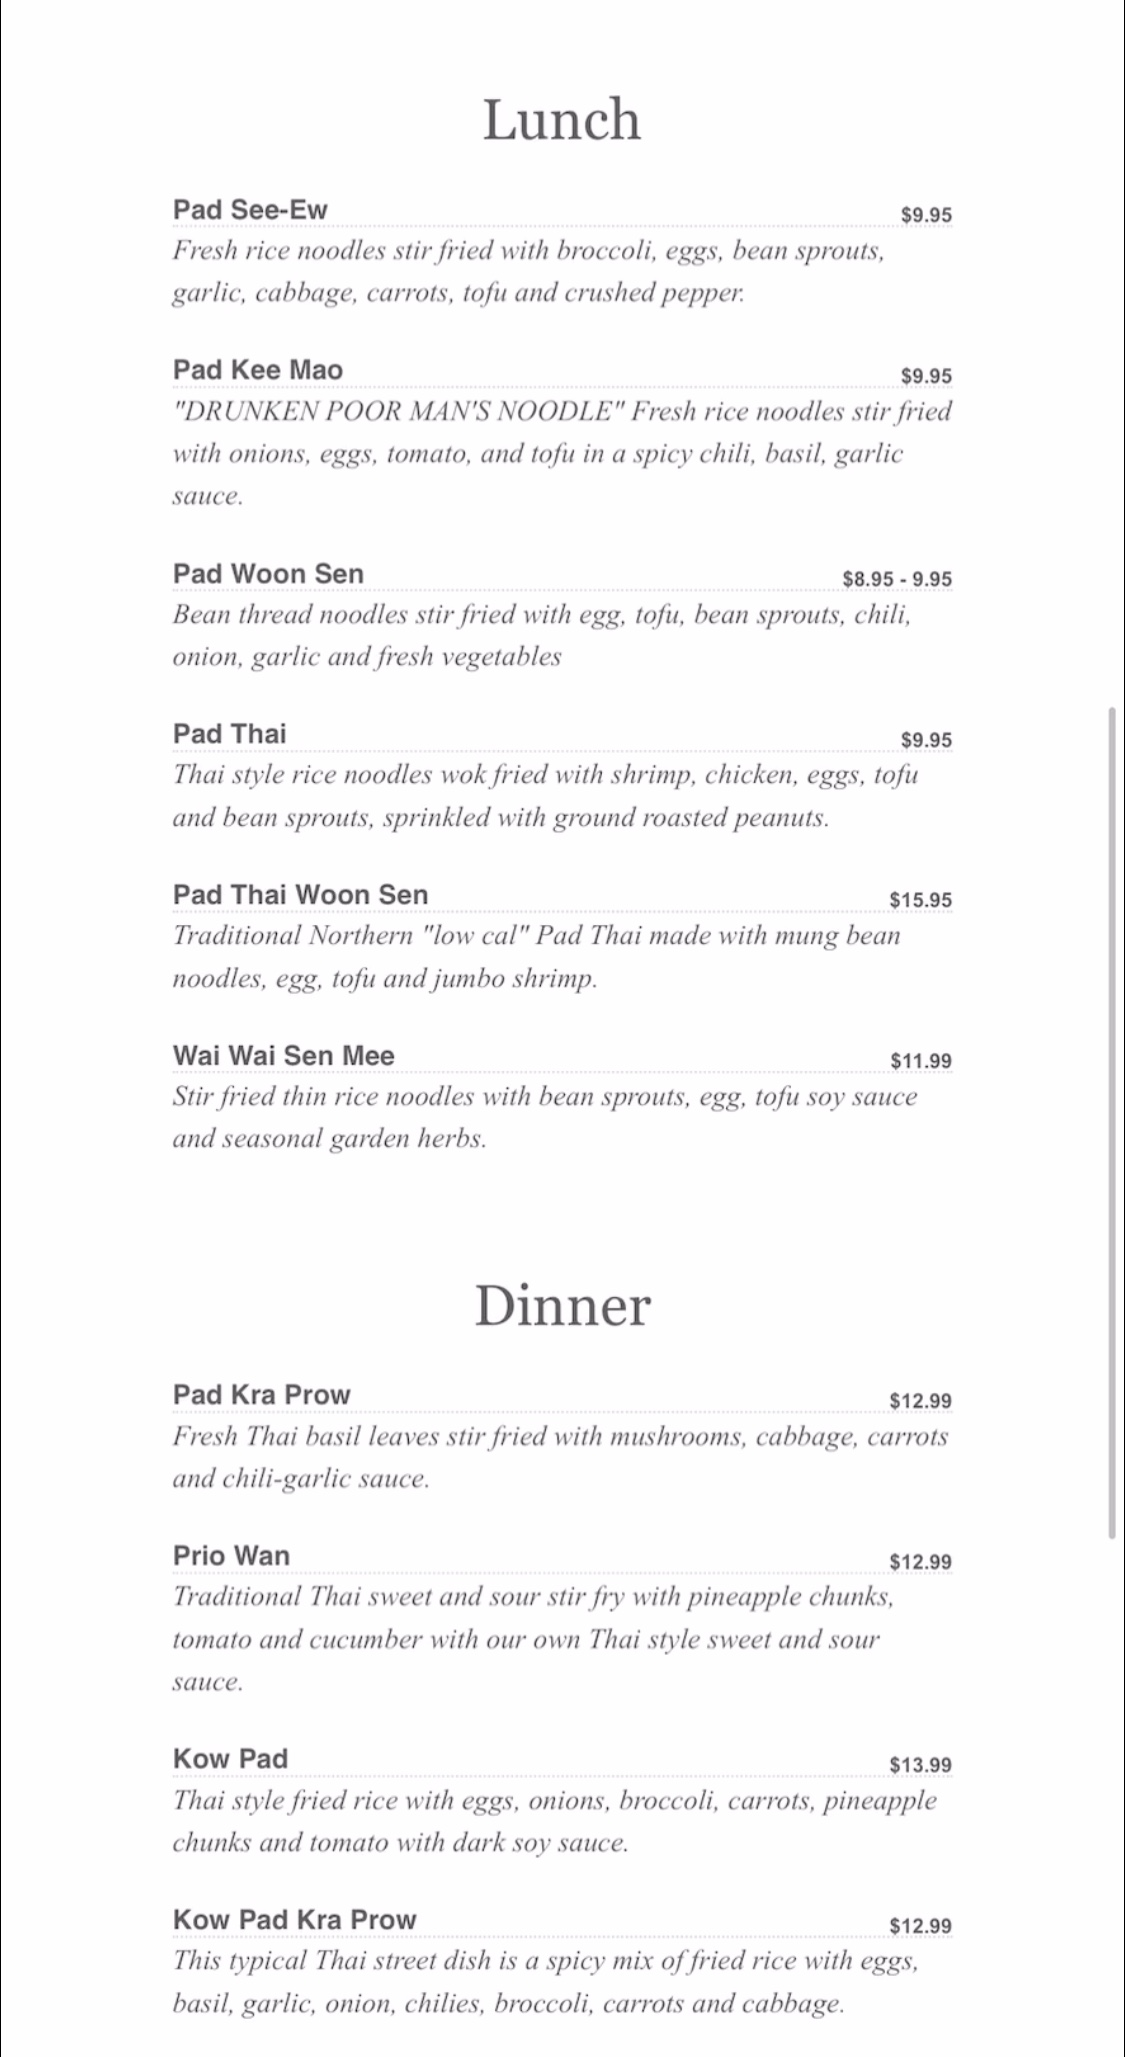 Lunch
Pad See-Ew $9.95
Fresh rice noodles stir fried with broccoli, eggs, bean sprouts,
garlic, cabbage, carrots, tofu and crushed pepper.
Pad Kee Mao $9.95
"DRUNKEN POOR MAN'S NOODLE" Fresh rice noodles stir fried
with onions, eggs, tomato, and tofu in a spicy chili, basil, garlic
sauce.
Pad Woon Sen $8.95 - 9.95
Bean thread noodles stir fried with egg, tofu, bean sprouts, chili,
onion, garlic and fresh vegetables
Pad Thai $9.95
Thai style rice noodles wok fried with shrimp, chicken, eggs, tofu
and bean sprouts, sprinkled with ground roasted peanuts.
Pad Thai Woon Sen $15.95
Traditional Northern "low cal" Pad Thai made with mung bean
noodles, egg, tofu and jumbo shrimp.
Wai Wai Sen Mee $11.99
Stir fried thin rice noodles with bean sprouts, egg, tofu soy sauce
and seasonal garden herbs.
Dinner
Pad Kra Prow $12.99
Fresh Thai basil leaves stir fried with mushrooms, cabbage, carrots
and chili-garlic sauce.
Prio Wan $12.99
Traditional Thai sweet and sour stir fry with pineapple chunks,
tomato and cucumber with our own Thai style sweet and sour
sauce.
Kow Pad $13.99
Thai style fried rice with eggs, onions, broccoli, carrots, pineapple
chunks and tomato with dark soy sauce.
Kow Pad Kra Prow $12.99
This typical Thai street dish is a spicy mix of fried rice with eggs,
basil, garlic, onion, chilies, broccoli, carrots and cabbage.